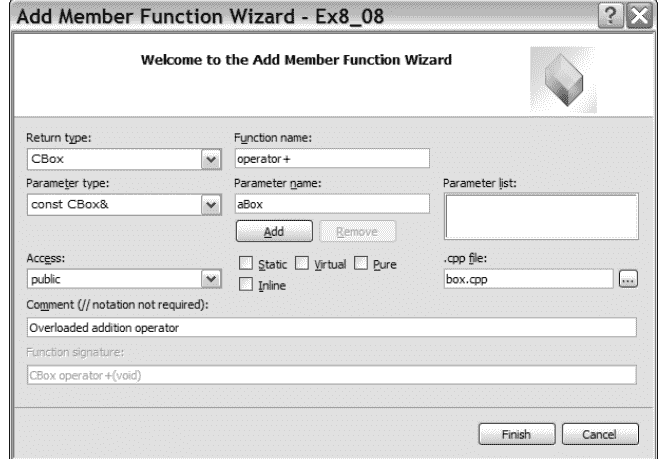 Add Member Function Wizard - Ex8_08
?
Welcome to the Add Member Function Wizard
Return type: Function name:
CBox operator+
Parameter type: Parameter name: Parameter list:
const CBox& aBox
Add Remove
Access: Static Virtual Pure .cpp file:
public Inline box.cpp ...
Comment (// notation not required):
Overloaded addition operator
Function signature:
CBox operator+(void)
Finish Cancel